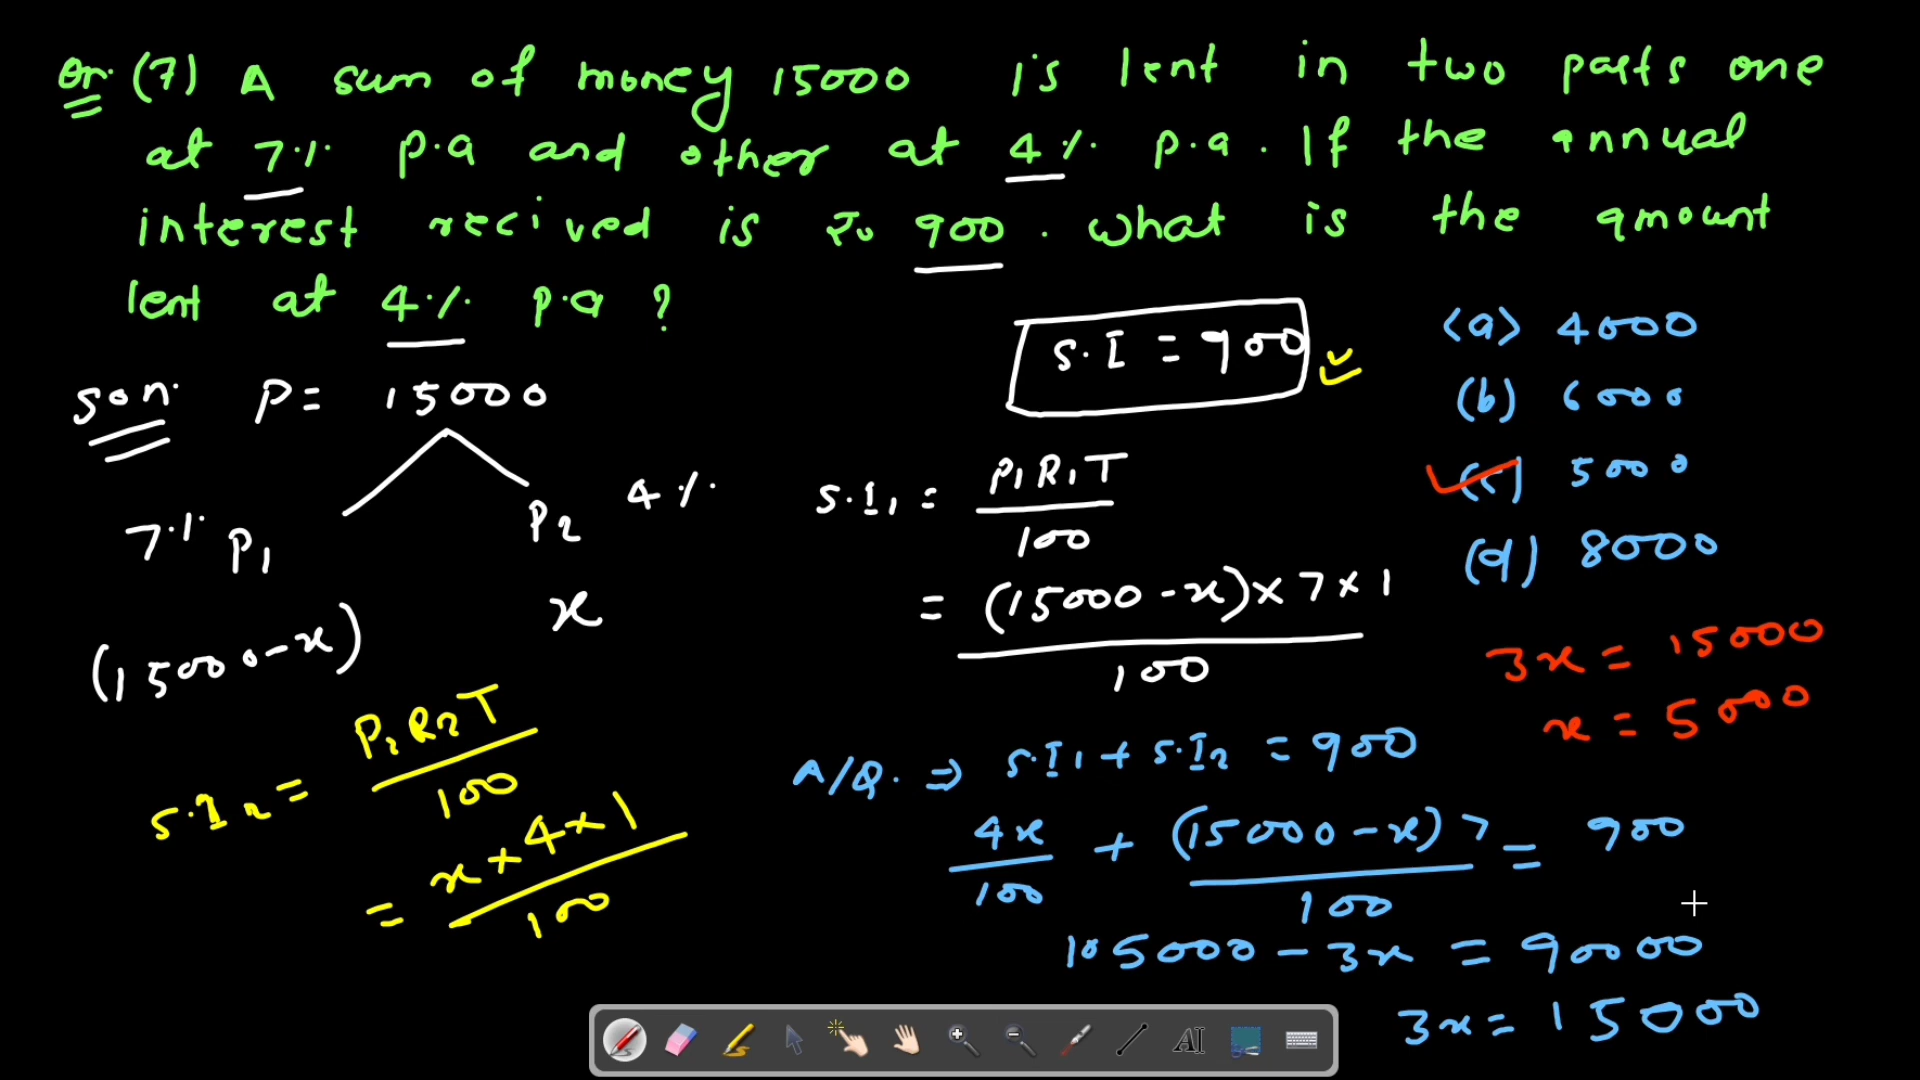 Qn. (7) A sum of money 15000 is lent in two parts one
at 7% p.a and other at 4% p.a. If the annual
interest recived is 900. what is the amount
lent at 4% p.a ?
Son. P = 15000
7% P1
P2 4%
(15000-x)
x
S.I2 = P2R2T
100
= x × 4 × 1
100
S.I = 900
S.I1 = P1R1T
100
= (15000-x) × 7 × 1
100
A/Q. ⇒ S.I1 + S.I2 = 900
4x/100 + (15000-x)7/100 = 900
105000 - 3x = 90000
3x = 15000
(a) 4000
(b) 6000
(c) 5000
(d) 8000
3x = 15000
x = 5000
AI